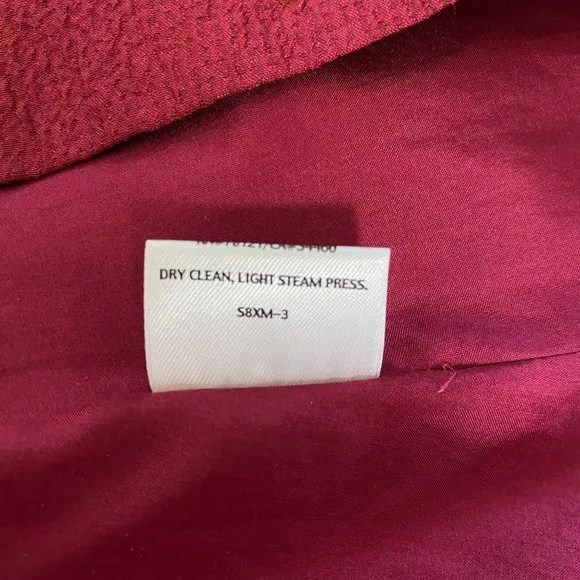 DRY CLEAN, LIGHT STEAM PRESS.
S8XM-3